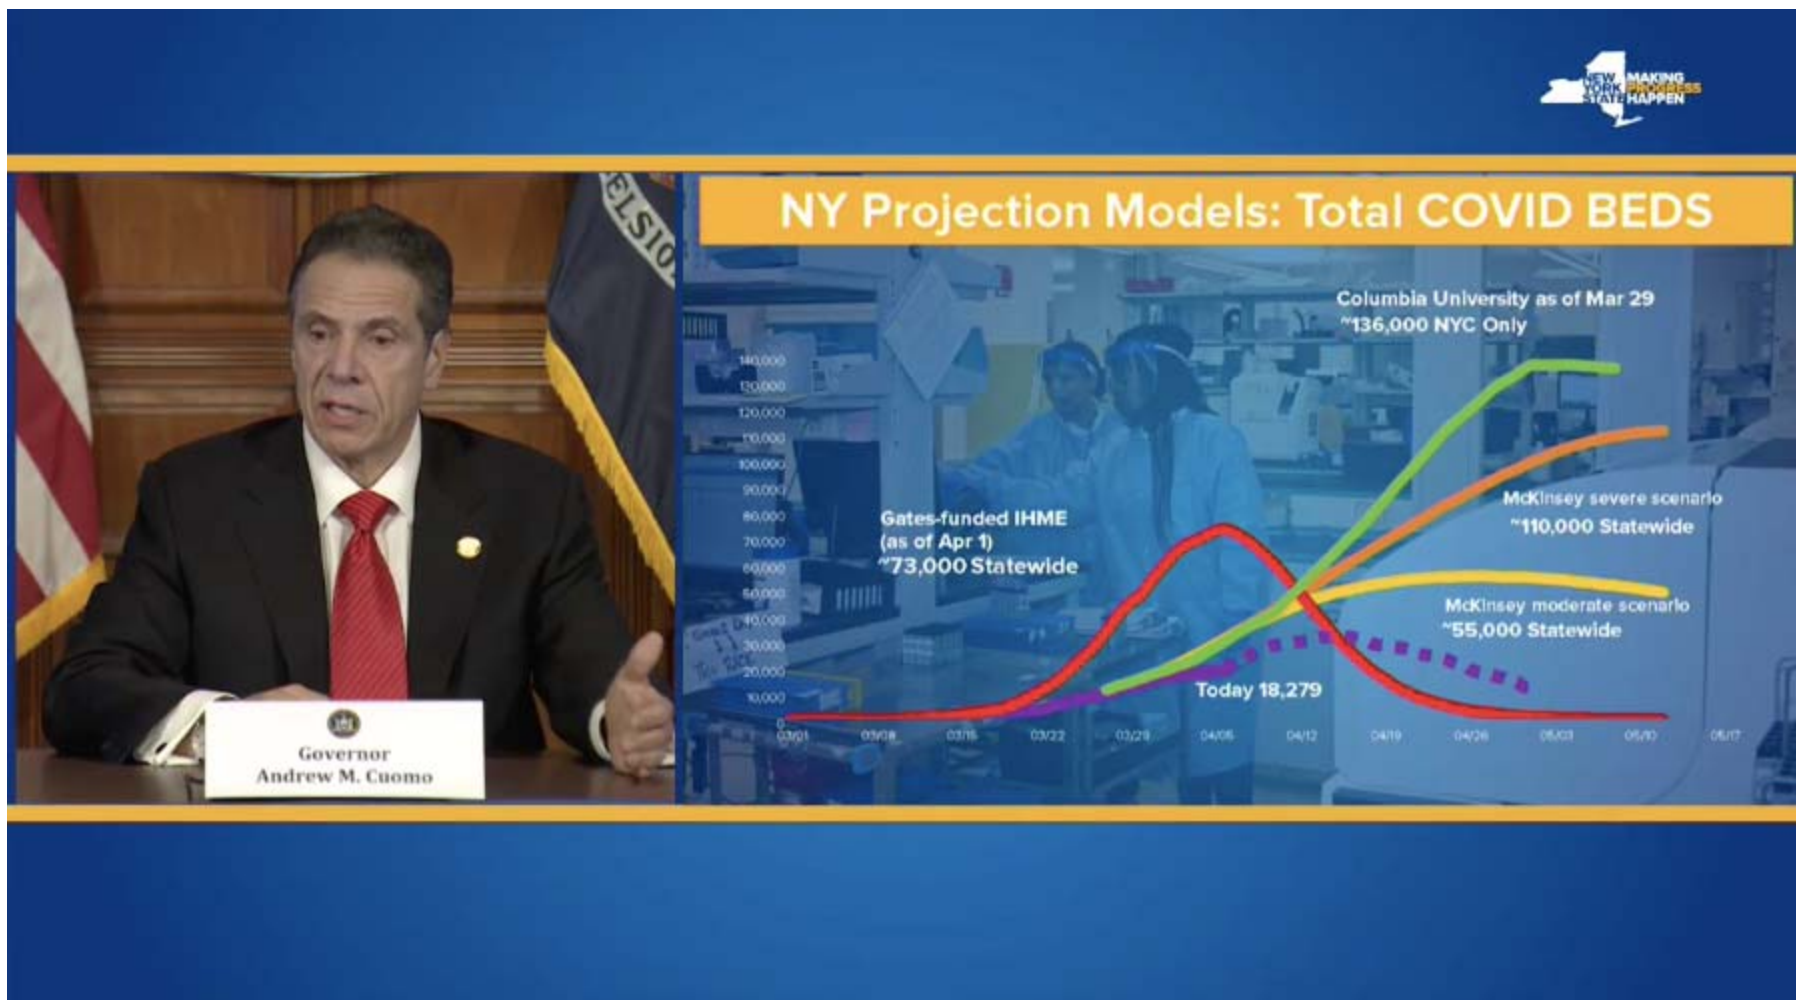 NEW
YORK
STATE
MAKING
PROGRESS
HAPPEN
ELSIO
NY Projection Models: Total COVID BEDS
Columbia University as of Mar 29
~136,000 NYC Only
140,000
130,000
120,000
110,000
100,000
90,000
80,000
70,000
60,000
50,000
40,000
30,000
20,000
10,000
0
Gates-funded IHME
(as of Apr 1)
~73,000 Statewide
McKinsey severe scenario
~110,000 Statewide
McKinsey moderate scenario
~55,000 Statewide
Today 18,279
03/01 03/08 03/15 03/22 03/29 04/05 04/12 04/19 04/26 05/03 05/10 05/17
Governor
Andrew M. Cuomo